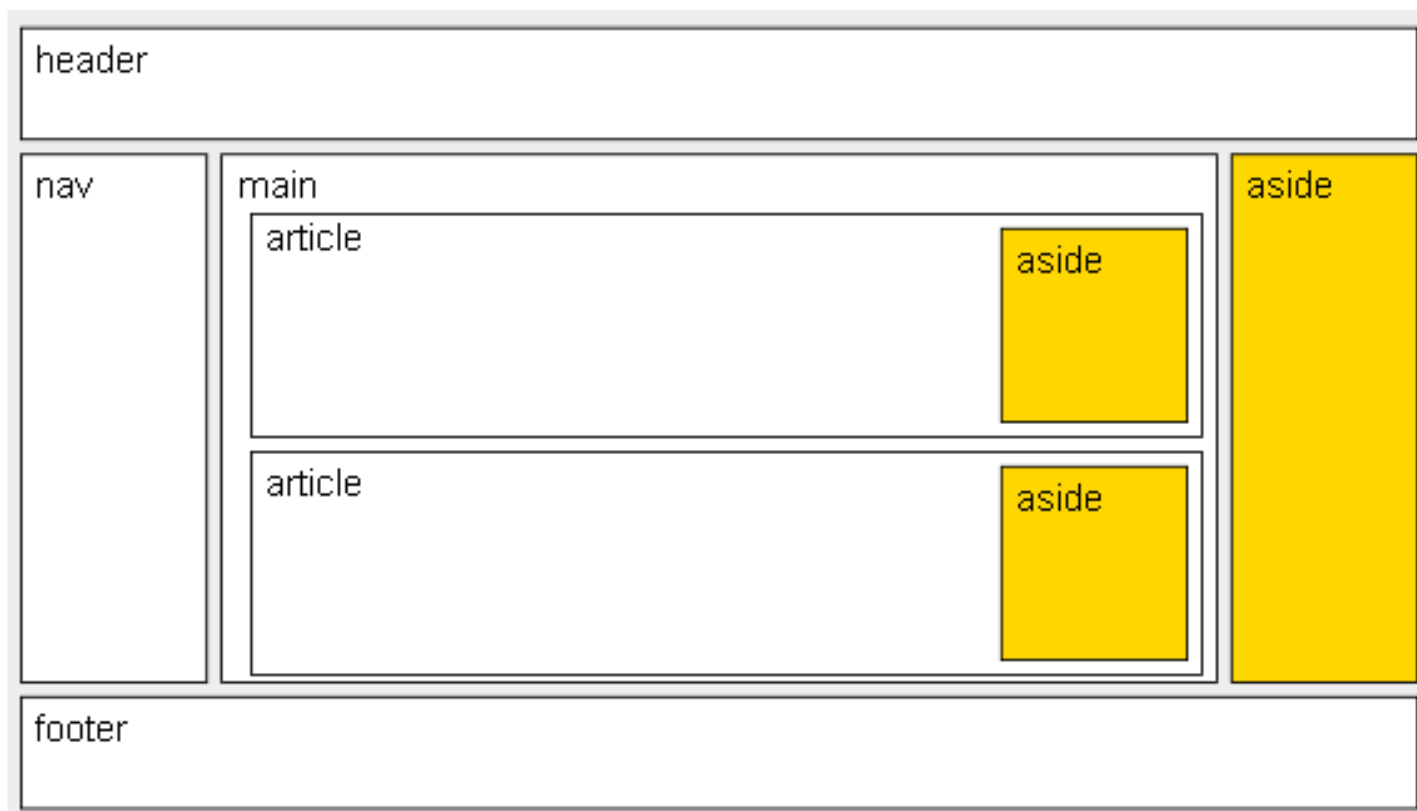 header
nav
main
article
aside
article
aside
aside
footer